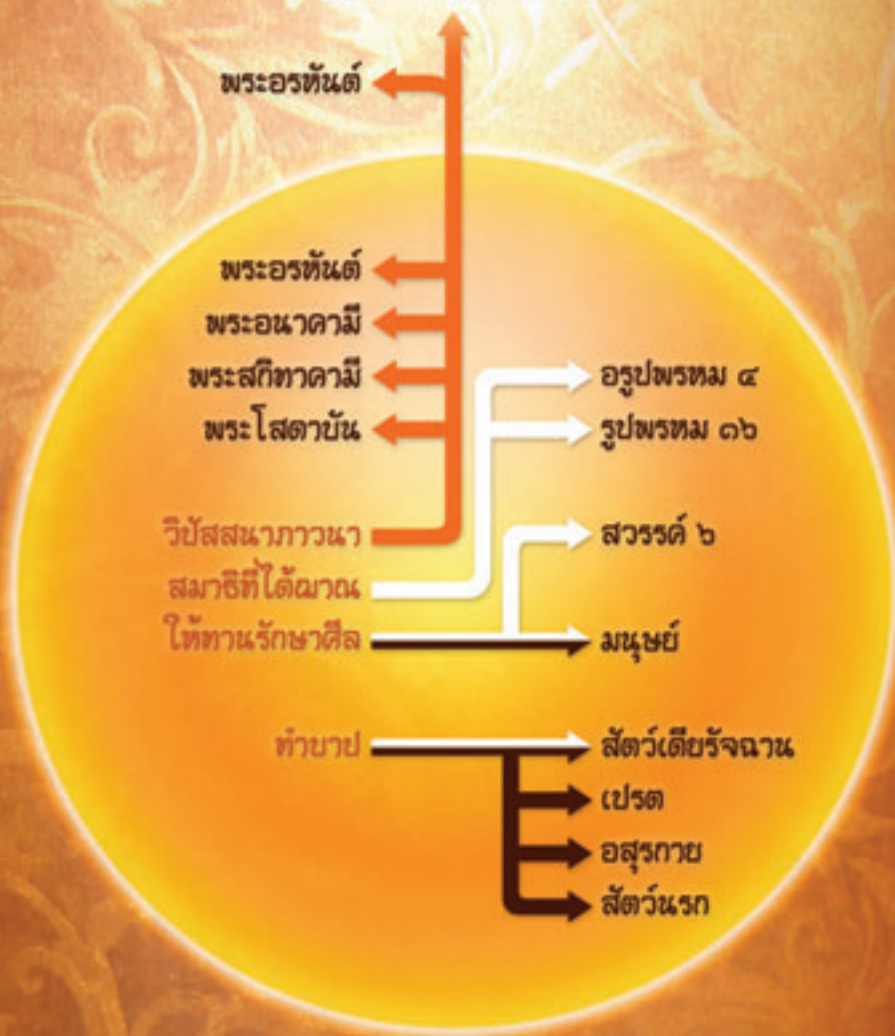 พระอรหันต์
พระอรหันต์
พระอนาคามี
พระสกิทาคามี
อรูปพรหม ๔
พระโสดาบัน
รูปพรหม ๑๖
วิปัสสนาภาวนา
สวรรค์ ๖
สมาธิที่ได้ฌาณ
ให้ทานรักษาศีล
มนุษย์
ทำบาป
สัตว์เดียรัจฉาน
เปรต
อสุรกาย
สัตว์นรก